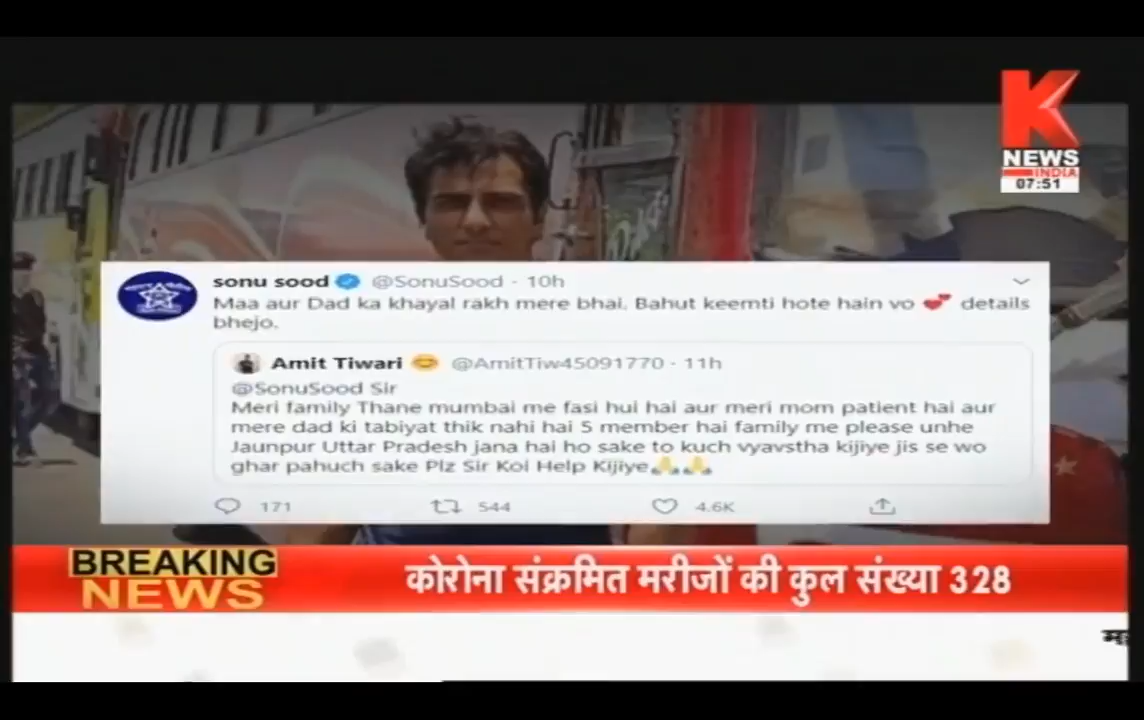 K
NEWS
INDIA
07:51
sonu sood @SonuSood · 10h
Maa aur Dad ka khayal rakh mere bhai. Bahut keemti hote hain vo 💕 details
bhejo.
Amit Tiwari 😊 @AmitTiw45091770 · 11h
@SonuSood Sir
Meri family Thane mumbai me fasi hui hai aur meri mom patient hai aur
mere dad ki tabiyat thik nahi hai 5 member hai family me please unhe
Jaunpur Uttar Pradesh jana hai ho sake to kuch vyavstha kijiye jis se wo
ghar pahuch sake Plz Sir Koi Help Kijiye🙏🙏
171 544 4.6K
BREAKING
NEWS
कोरोना संक्रमित मरीजों की कुल संख्या 328